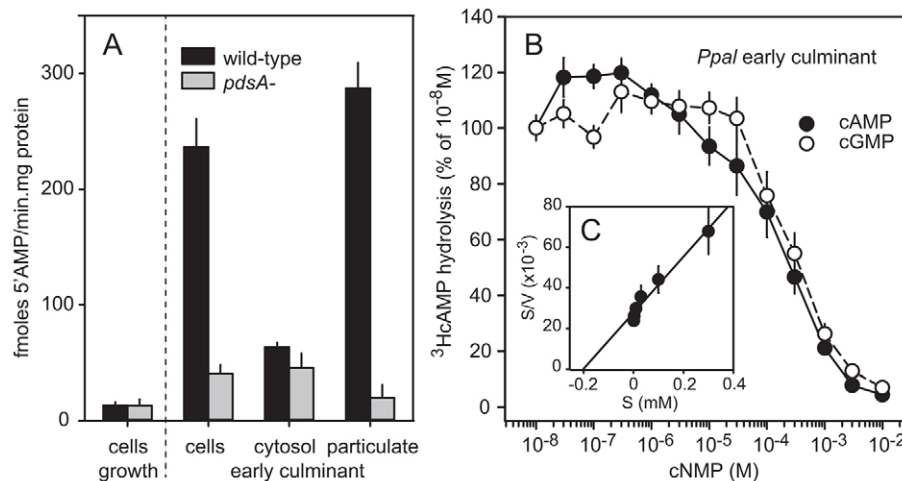 A
wild-type
pdsA-
300
200
100
0
fmoles 5'AMP/min.mg protein
cells cells cytosol particulate
growth early culminant
B
Ppal early culminant
cAMP
cGMP
140
120
100
80
60
40
20
0
³HcAMP hydrolysis (% of 10⁻⁸M)
10⁻⁸ 10⁻⁷ 10⁻⁶ 10⁻⁵ 10⁻⁴ 10⁻³ 10⁻²
cNMP (M)
C
80
60
40
20
0
S/V (x10⁻³)
-0.2 0 0.2 0.4
S (mM)